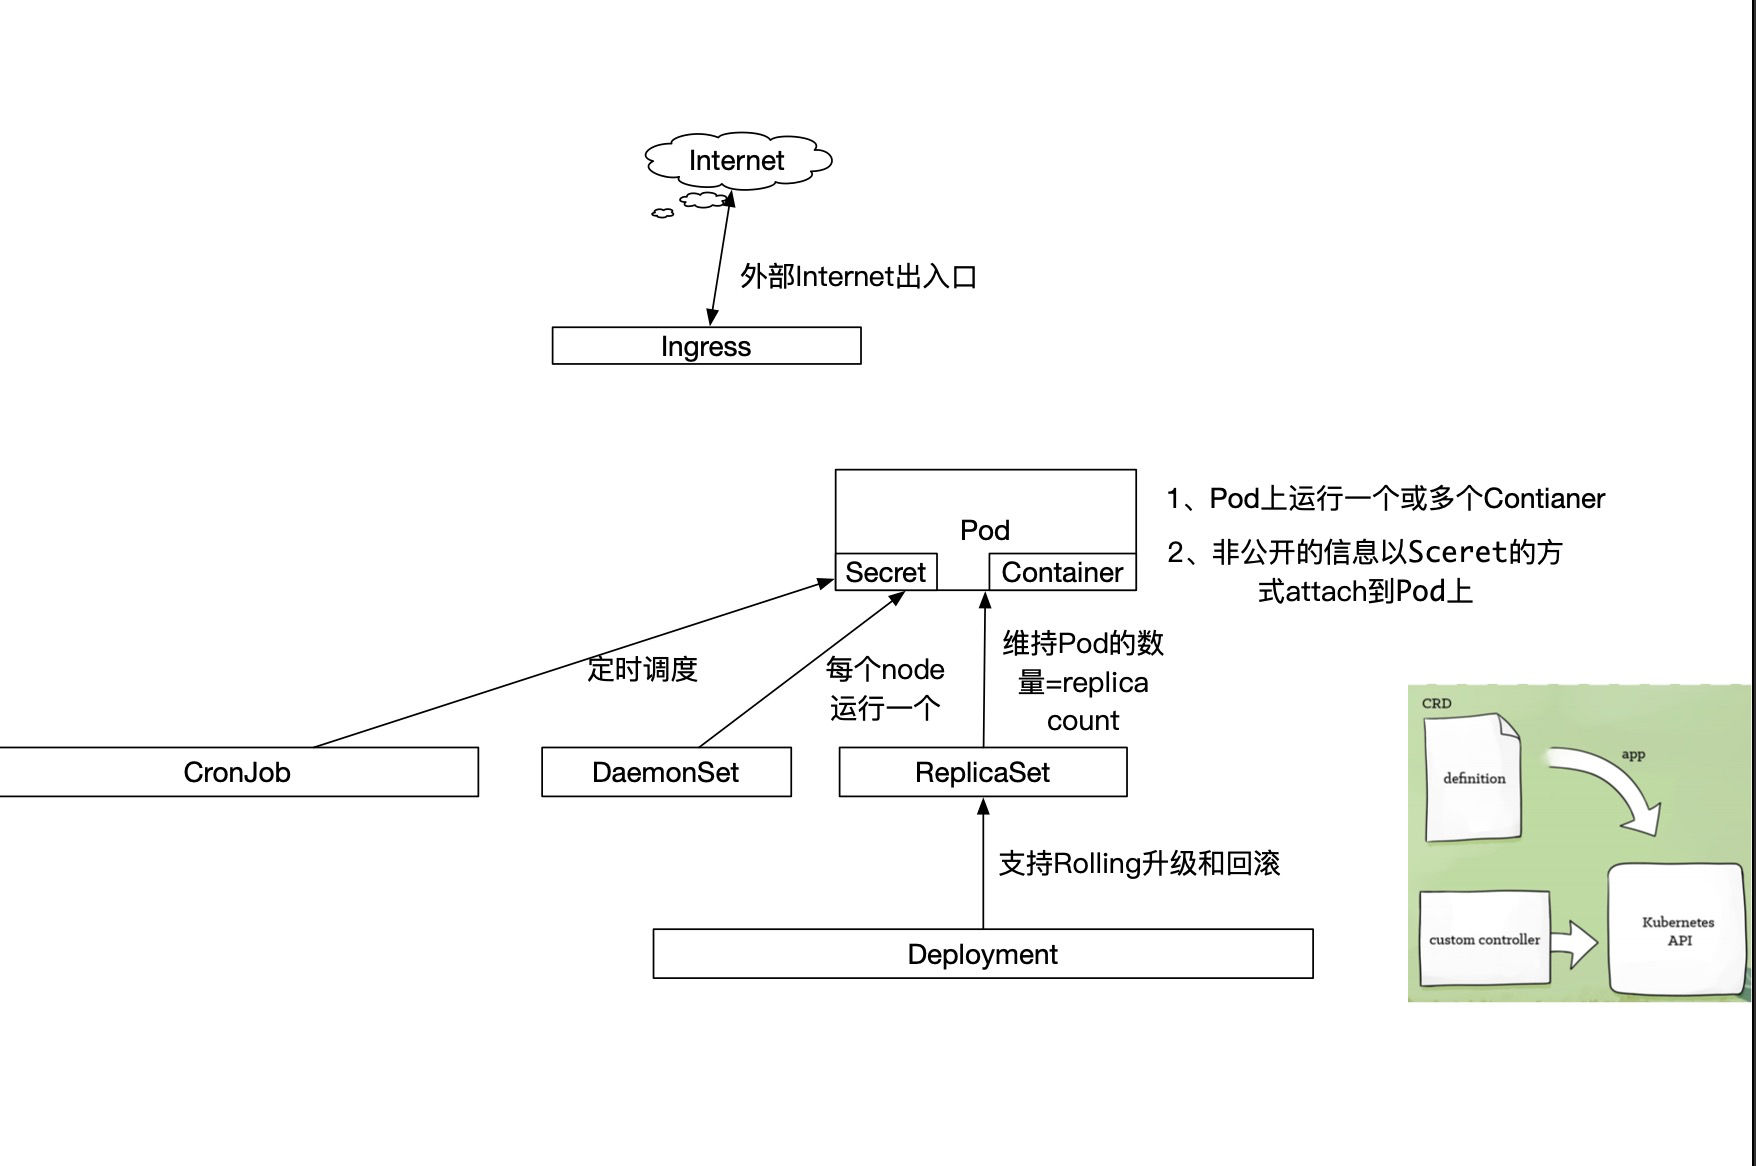 Internet
外部Internet出入口
Ingress
Pod
Secret
Container
1、Pod上运行一个或多个Contianer
2、非公开的信息以Sceret的方
式attach到Pod上
定时调度
每个node
运行一个
维持Pod的数
量=replica
count
CronJob
DaemonSet
ReplicaSet
支持Rolling升级和回滚
Deployment
CRD
definition
app
custom controller
Kubernetes
API